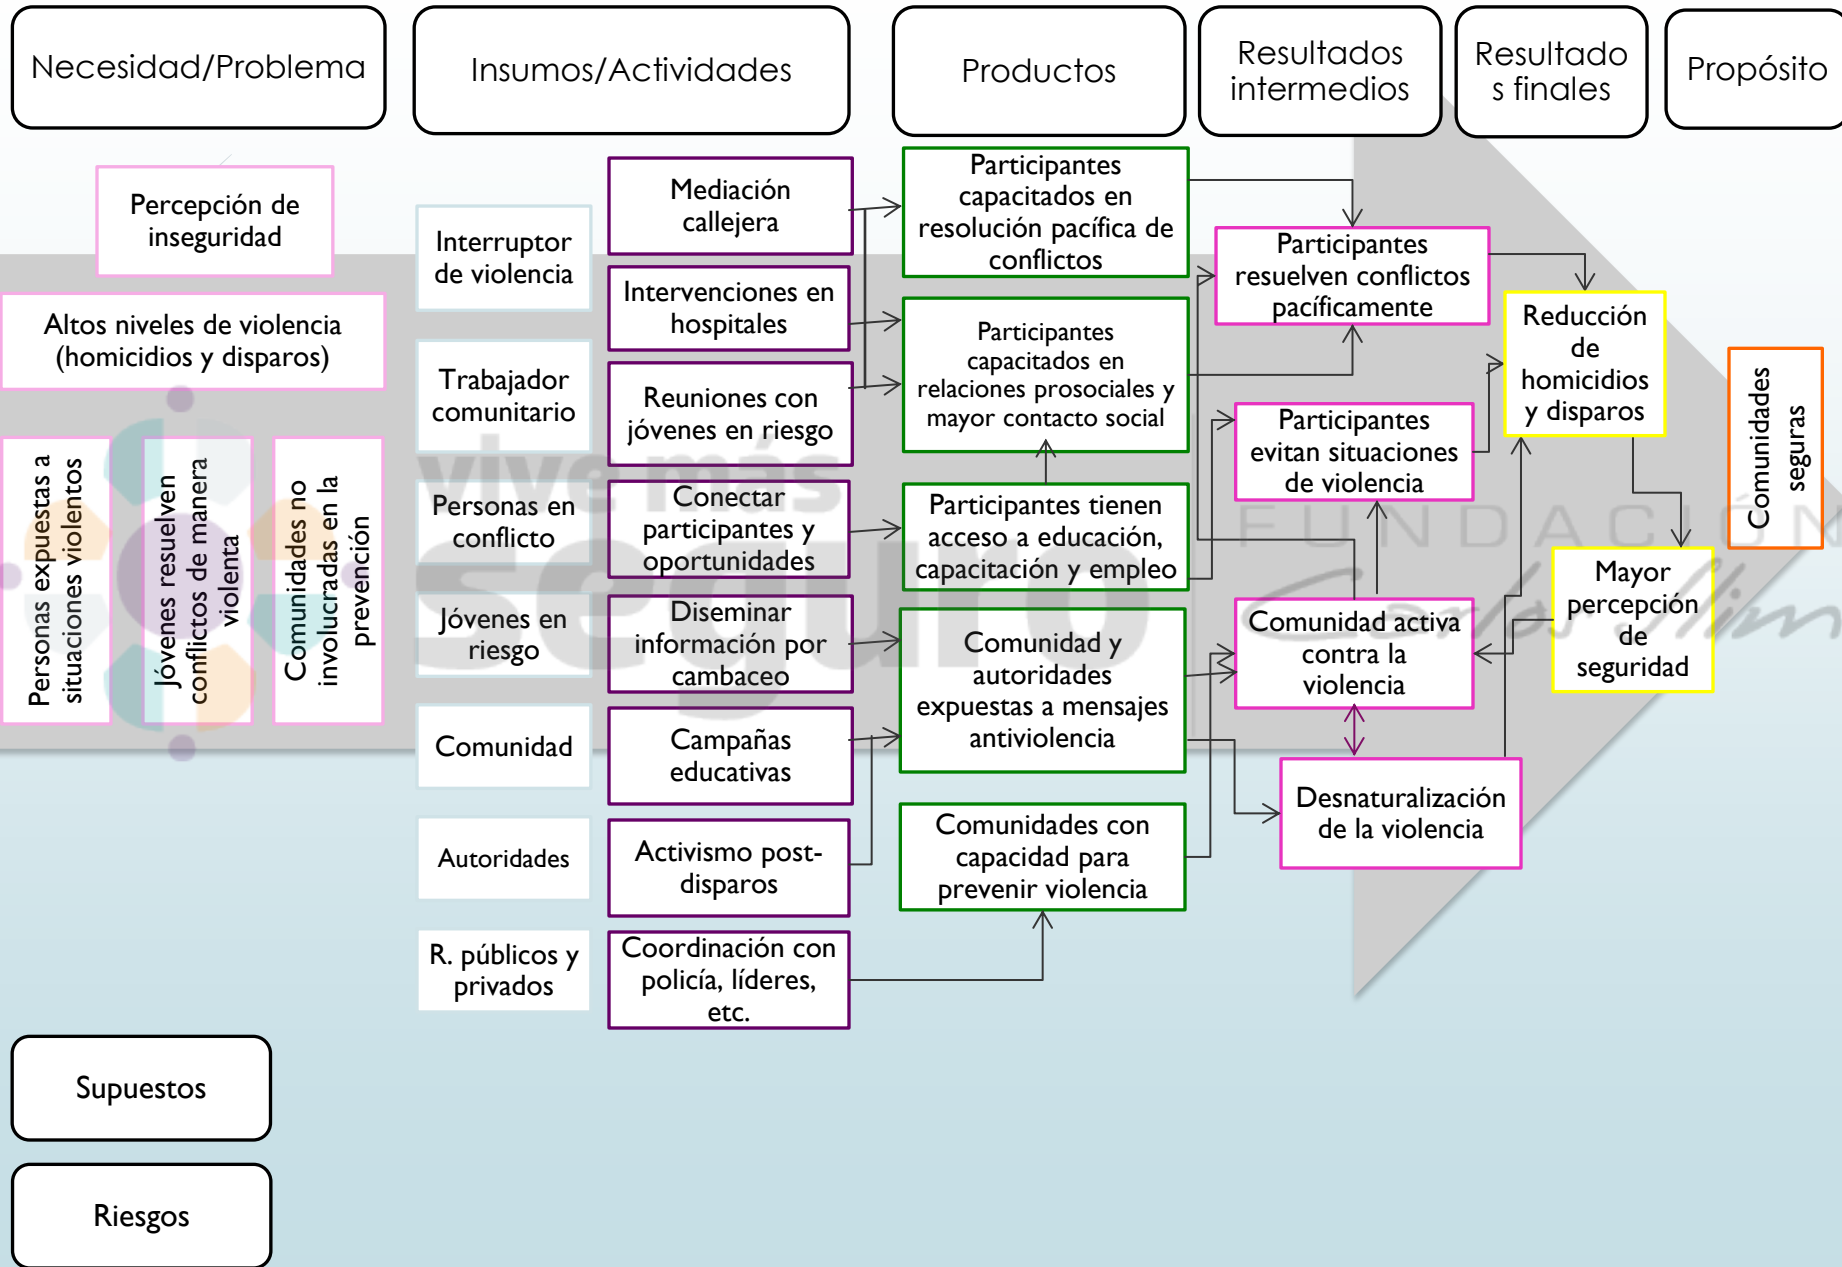 Necesidad/Problema
Insumos/Actividades
Productos
Resultados
intermedios
Resultado
s finales
Propósito
Percepción de
inseguridad
Altos niveles de violencia
(homicidios y disparos)
Personas expuestas a
situaciones violentos
Jóvenes resuelven
conflictos de manera
violenta
Comunidades no
involucradas en la
prevención
Interruptor
de violencia
Trabajador
comunitario
Personas en
conflicto
Jóvenes en
riesgo
Comunidad
Autoridades
R. públicos y
privados
Mediación
callejera
Intervenciones en
hospitales
Reuniones con
jóvenes en riesgo
Conectar
participantes y
oportunidades
Diseminar
información por
cambaceo
Campañas
educativas
Activismo post-
disparos
Coordinación con
policía, líderes,
etc.
Participantes
capacitados en
resolución pacífica de
conflictos
Participantes
capacitados en
relaciones prosociales y
mayor contacto social
Participantes tienen
acceso a educación,
capacitación y empleo
Comunidad y
autoridades
expuestas a mensajes
antiviolencia
Comunidades con
capacidad para
prevenir violencia
Participantes
resuelven conflictos
pacíficamente
Participantes
evitan situaciones
de violencia
Comunidad activa
contra la
violencia
Desnaturalización
de la violencia
Reducción
de
homicidios
y disparos
Mayor
percepción
de
seguridad
Comunidades
seguras
vive más
seguro
FUNDACIÓN
Carlos Slim
Supuestos
Riesgos